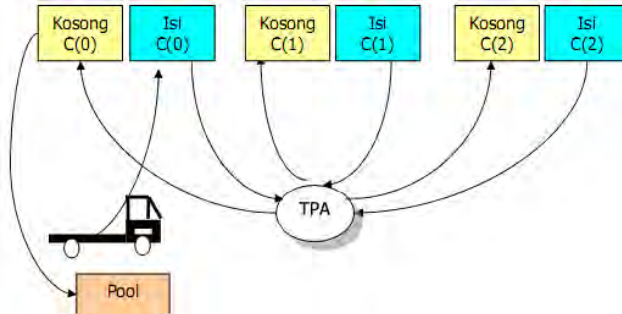 Kosong
C(0)
Isi
C(0)
Kosong
C(1)
Isi
C(1)
Kosong
C(2)
Isi
C(2)
TPA
Pool